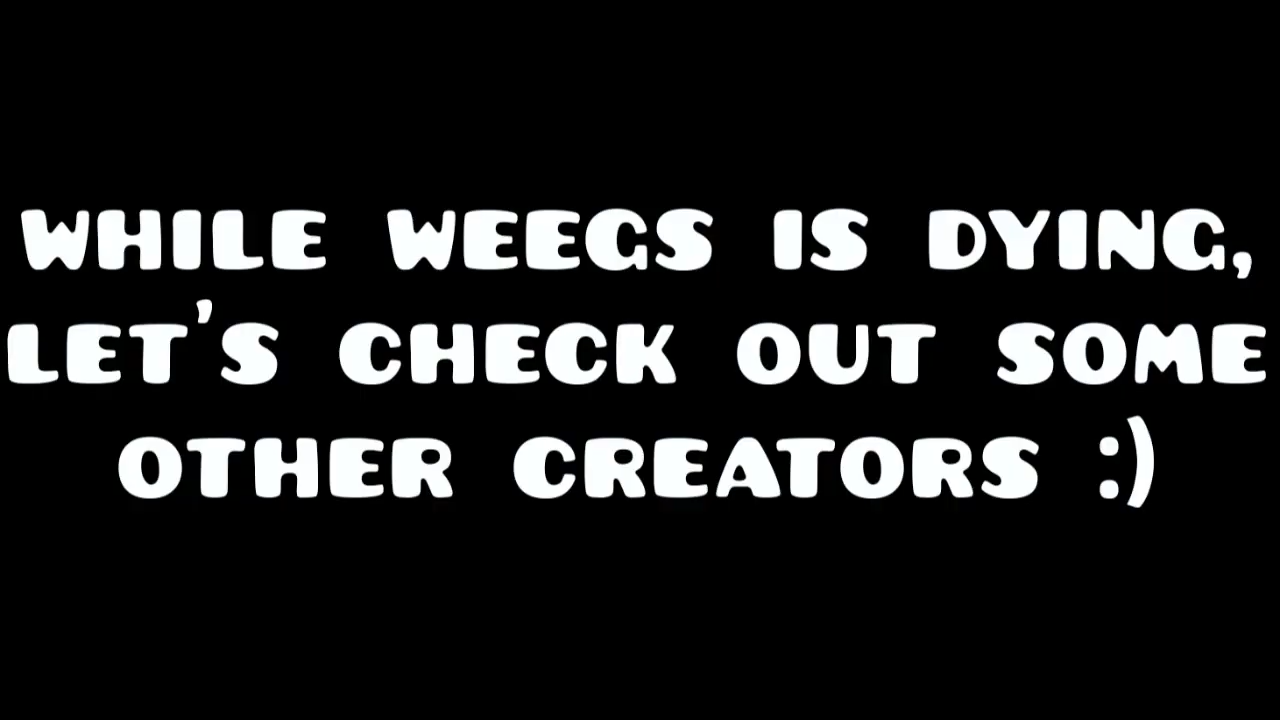 WHILE WEEGS IS DYING,
LET'S CHECK OUT SOME
OTHER CREATORS :)